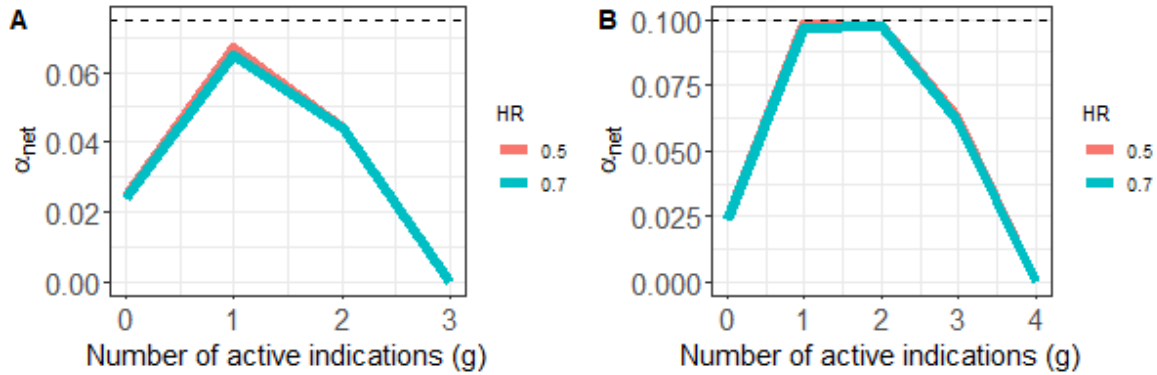 A
0.06
0.04
0.02
0.00
αnet
0 1 2 3
Number of active indications (g)
HR
0.5
0.7
B
0.100
0.075
0.050
0.025
0.000
αnet
0 1 2 3 4
Number of active indications (g)
HR
0.5
0.7